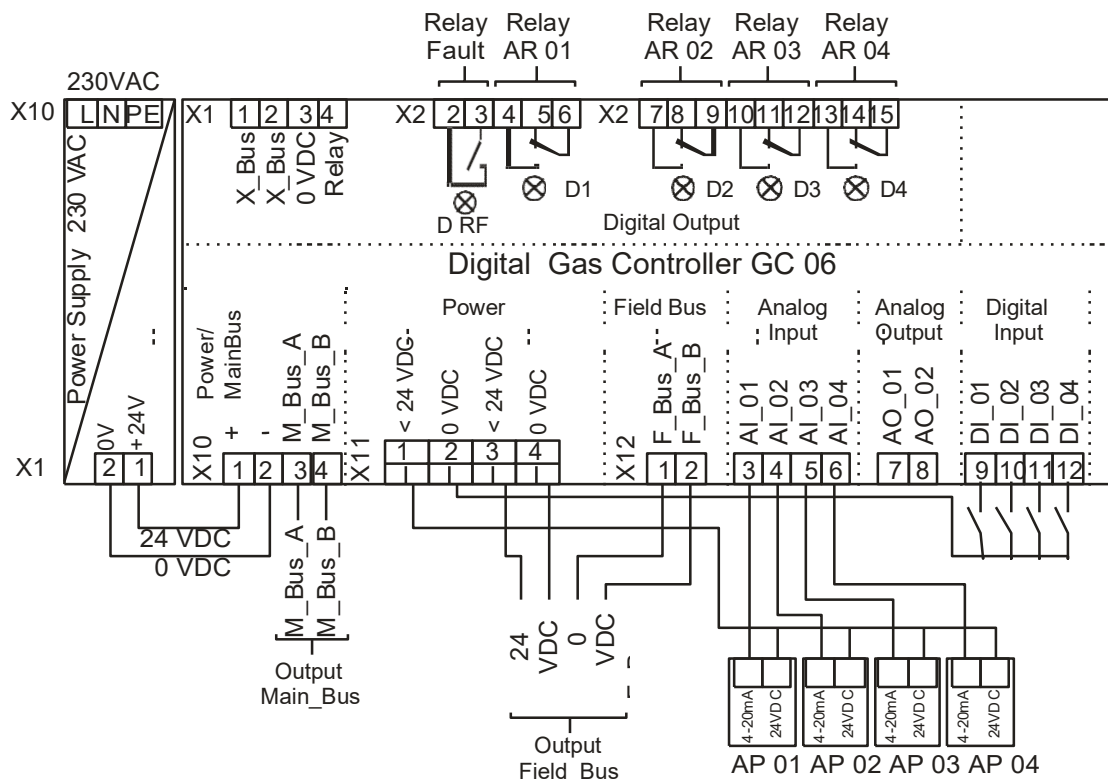 Relay Fault
Relay AR 01
Relay AR 02
Relay AR 03
Relay AR 04
230VAC
X10 L N PE
X1 1 2 3 4
X2 2 3 4 5 6
X2 7 8 9 10 11 12 13 14 15
X_Bus
X_Bus
0 VDC
Relay
D RF
D1
D2
D3
D4
Digital Output
Power Supply 230 VAC
Digital Gas Controller GC 06
Power/ MainBus
Power
Field Bus
Analog Input
Analog Output
Digital Input
0V
+24V
+
-
M_Bus_A
M_Bus_B
< 24 VDC
0 VDC
< 24 VDC
0 VDC
F_Bus_A
F_Bus_B
AI_01
AI_02
AI_03
AI_04
AO_01
AO_02
DI_01
DI_02
DI_03
DI_04
X1 2 1
X10 1 2 3 4
X11 1 2 3 4
X12 1 2
3 4 5 6
7 8
9 10 11 12
24 VDC
0 VDC
M_Bus_A
M_Bus_B
Output
Main_Bus
24
VDC
0
VDC
Output
Field_Bus
4-20mA
24VDC
4-20mA
24VDC
4-20mA
24VDC
4-20mA
24VDC
AP 01 AP 02 AP 03 AP 04